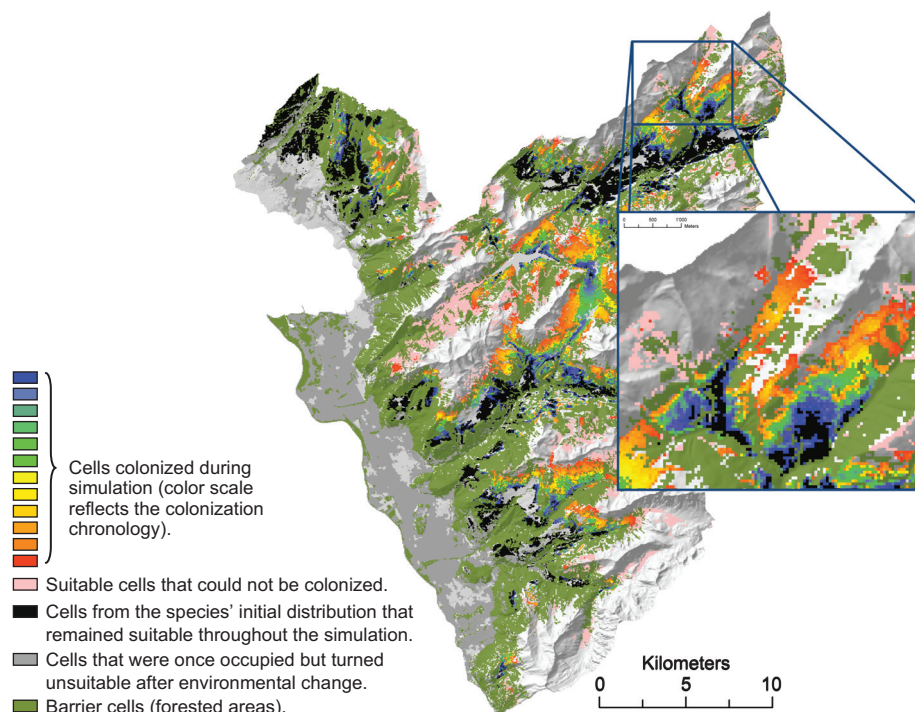 0 500 1'000
Meters
Cells colonized during
simulation (color scale
reflects the colonization
chronology).
Suitable cells that could not be colonized.
Cells from the species' initial distribution that
remained suitable throughout the simulation.
Cells that were once occupied but turned
unsuitable after environmental change.
Barrier cells (forested areas).
Kilometers
0 5 10